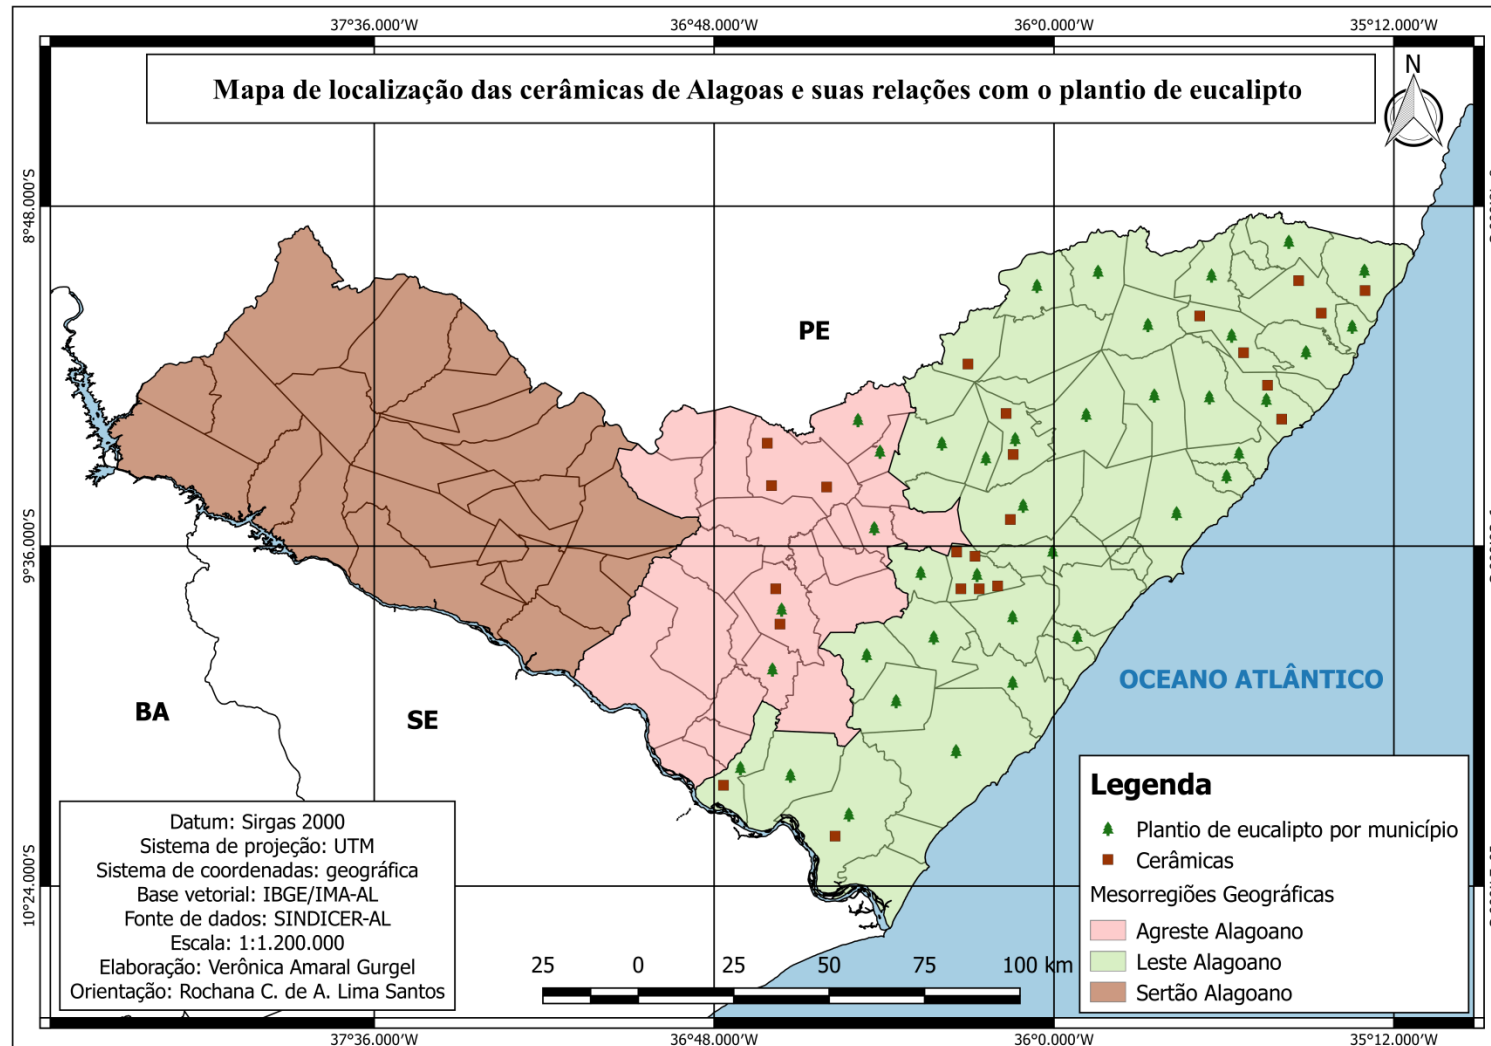 37°36.000'W 36°48.000'W 36°0.000'W 35°12.000'W
Mapa de localização das cerâmicas de Alagoas e suas relações com o plantio de eucalipto
N
8°48.000'S
PE
9°36.000'S
OCEANO ATLÂNTICO
BA
SE
10°24.000'S
Legenda
Plantio de eucalipto por município
Cerâmicas
Mesorregiões Geográficas
Agreste Alagoano
Leste Alagoano
Sertão Alagoano
Datum: Sirgas 2000
Sistema de projeção: UTM
Sistema de coordenadas: geográfica
Base vetorial: IBGE/IMA-AL
Fonte de dados: SINDICER-AL
Escala: 1:1.200.000
Elaboração: Verônica Amaral Gurgel
Orientação: Rochana C. de A. Lima Santos
25 0 25 50 75 100 km
37°36.000'W 36°48.000'W 36°0.000'W 35°12.000'W